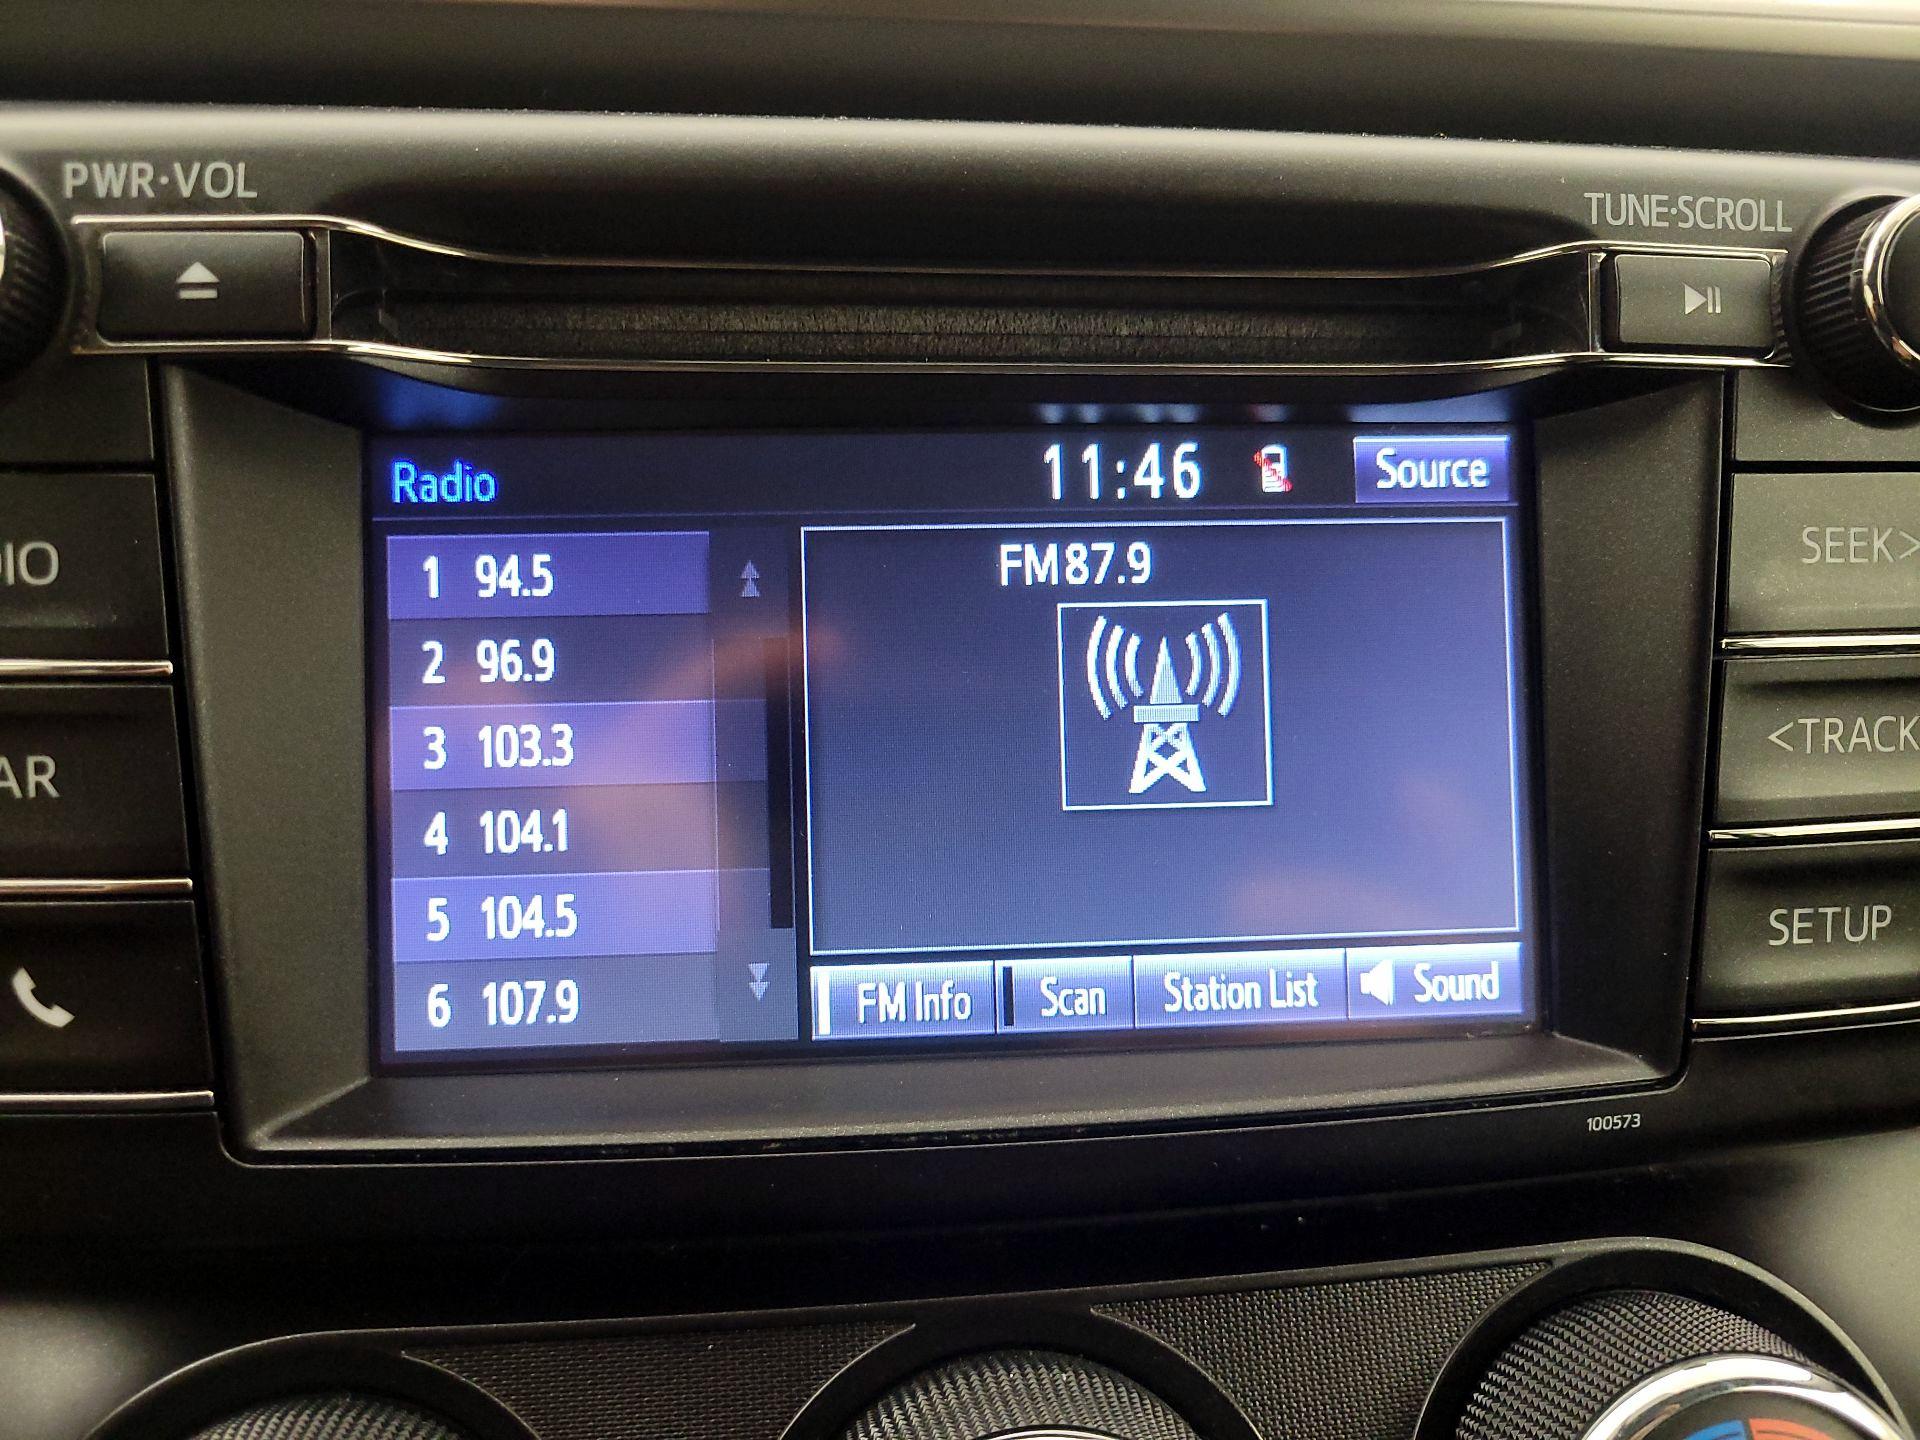 PWR·VOL
TUNE·SCROLL
Radio
11:46
Source
1 94.5
2 96.9
3 103.3
4 104.1
5 104.5
6 107.9
FM87.9
FM Info
Scan
Station List
Sound
SEEK>
<TRACK
SETUP
DIO
AR
100573